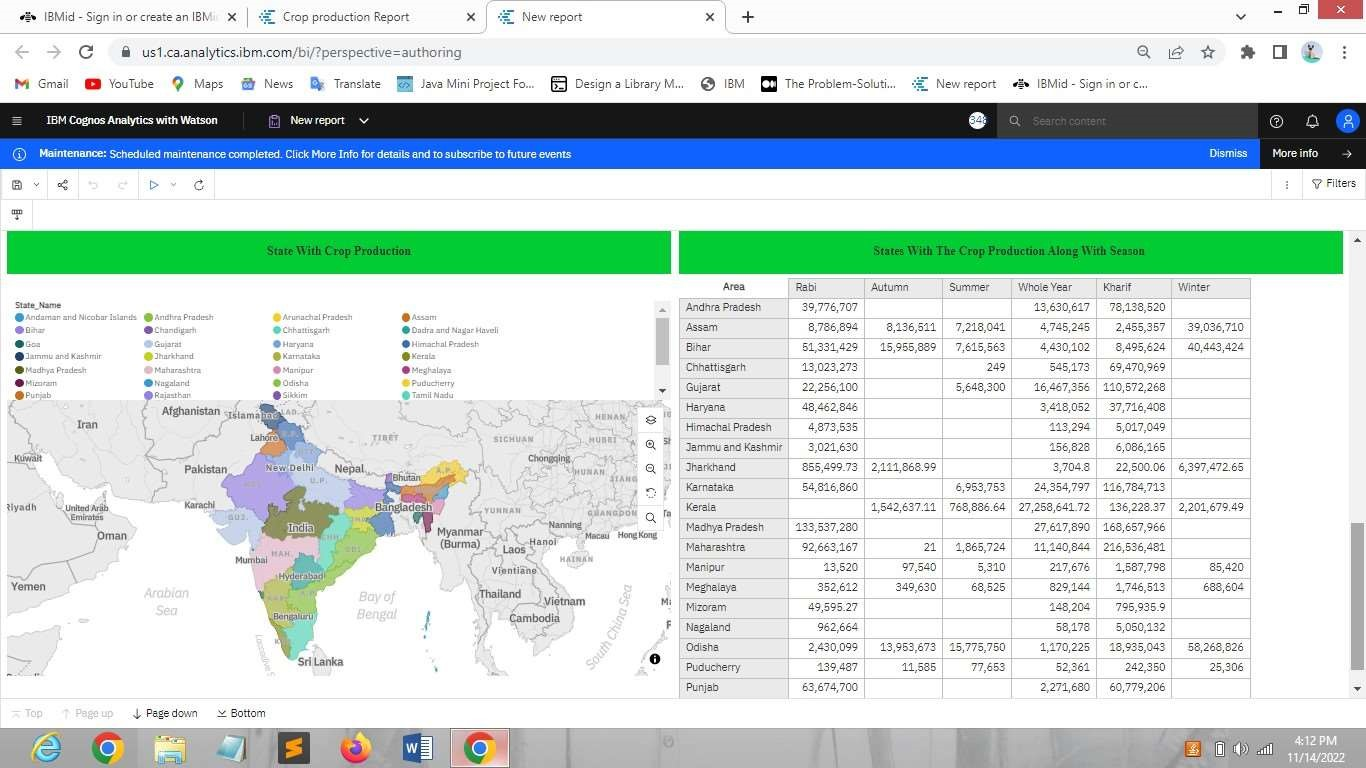 IBMid - Sign in or create an IBMi
Crop production Report
New report
us1.ca.analytics.ibm.com/bi/?perspective=authoring
Gmail YouTube Maps News Translate Java Mini Project Fo... Design a Library M... IBM The Problem-Soluti... New report IBMid - Sign in or c...
IBM Cognos Analytics with Watson New report Search content
Maintenance: Scheduled maintenance completed. Click More Info for details and to subscribe to future events Dismiss More info
Filters
State With Crop Production
State_Name
Andaman and Nicobar Islands Andhra Pradesh Arunachal Pradesh Assam
Bihar Chandigarh Chhattisgarh Dadra and Nagar Haveli
Goa Gujarat Haryana Himachal Pradesh
Jammu and Kashmir Jharkhand Karnataka Kerala
Madhya Pradesh Maharashtra Manipur Meghalaya
Mizoram Nagaland Odisha Puducherry
Punjab Rajasthan Sikkim Tamil Nadu
Afghanistan Islamabad LAD.
Iran
Lahore
TIBET
SICHUAN
HUBEI
HENAN
Kuwait
Pakistan
New Delhi
Nepal
Chongqing
HUNAN
JIANG
Bhutan
A.P.
U.P.
Riyadh
United Arab Emirates
Karachi
Bangladesh
YUNNAN
GUANGDON
GUJ.
India
Oman
Myanmar (Burma)
Nanning
Macau Hong Kong
Hanoi
Laos
Mumbai
MAH.
HAINAN
Hyderabad
Vientiane
Yemen
Arabian Sea
Bay of Bengal
Thailand
Vietnam
Cambodia
Bengaluru
South China Sea
Sri Lanka
States With The Crop Production Along With Season
Area Rabi Autumn Summer Whole Year Kharif Winter
Andhra Pradesh 39,776,707 13,630,617 78,138,520
Assam 8,786,894 8,136,511 7,218,041 4,745,245 2,455,357 39,036,710
Bihar 51,331,429 15,955,889 7,615,563 4,430,102 8,495,624 40,443,424
Chhattisgarh 13,023,273 249 545,173 69,470,969
Gujarat 22,256,100 5,648,300 16,467,356 110,572,268
Haryana 48,462,846 3,418,052 37,716,408
Himachal Pradesh 4,873,535 113,294 5,017,049
Jammu and Kashmir 3,021,630 156,828 6,086,165
Jharkhand 855,499.73 2,111,868.99 3,704.8 22,500.06 6,397,472.65
Karnataka 54,816,860 6,953,753 24,354,797 116,784,713
Kerala 1,542,637.11 768,886.64 27,258,641.72 136,228.37 2,201,679.49
Madhya Pradesh 133,537,280 27,617,890 168,657,966
Maharashtra 92,663,167 21 1,865,724 11,140,844 216,536,481
Manipur 13,520 97,540 5,310 217,676 1,587,798 85,420
Meghalaya 352,612 349,630 68,525 829,144 1,746,513 688,604
Mizoram 49,595.27 148,204 795,935.9
Nagaland 962,664 58,178 5,050,132
Odisha 2,430,099 13,953,673 15,775,750 1,170,225 18,935,043 58,268,826
Puducherry 139,487 11,585 77,653 52,361 242,350 25,306
Punjab 63,674,700 2,271,680 60,779,206
Top Page up Page down Bottom
4:12 PM
11/14/2022